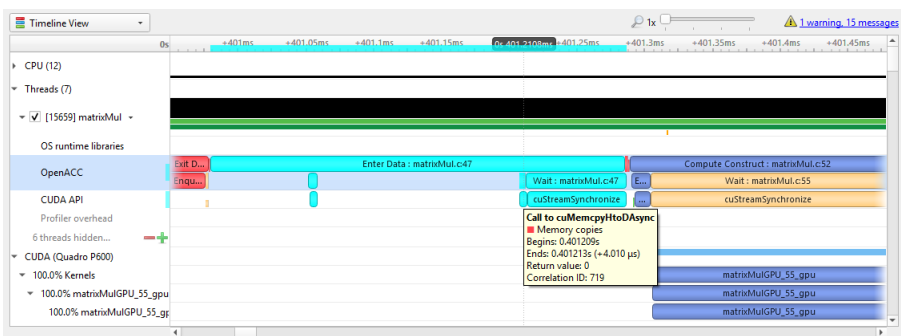 Timeline View
1x
1 warning, 15 messages
0s
+401ms
+401.05ms
+401.1ms
+401.15ms
0s 401.2108ms
+401.25ms
+401.3ms
+401.35ms
+401.4ms
+401.45ms
CPU (12)
Threads (7)
[15659] matrixMul
OS runtime libraries
OpenACC
Exit D...
Enter Data : matrixMul.c:47
Compute Construct : matrixMul.c:52
Enqu...
Wait : matrixMul.c:47
E...
Wait : matrixMul.c:55
CUDA API
cuStreamSynchronize
...
cuStreamSynchronize
Profiler overhead
6 threads hidden...
CUDA (Quadro P600)
100.0% Kernels
matrixMulGPU_55_gpu
100.0% matrixMulGPU_55_gpu
matrixMulGPU_55_gpu
100.0% matrixMulGPU_55_gp
matrixMulGPU_55_gpu
Call to cuMemcpyHtoDAsync
Memory copies
Begins: 0.401209s
Ends: 0.401213s (+4.010 μs)
Return value: 0
Correlation ID: 719